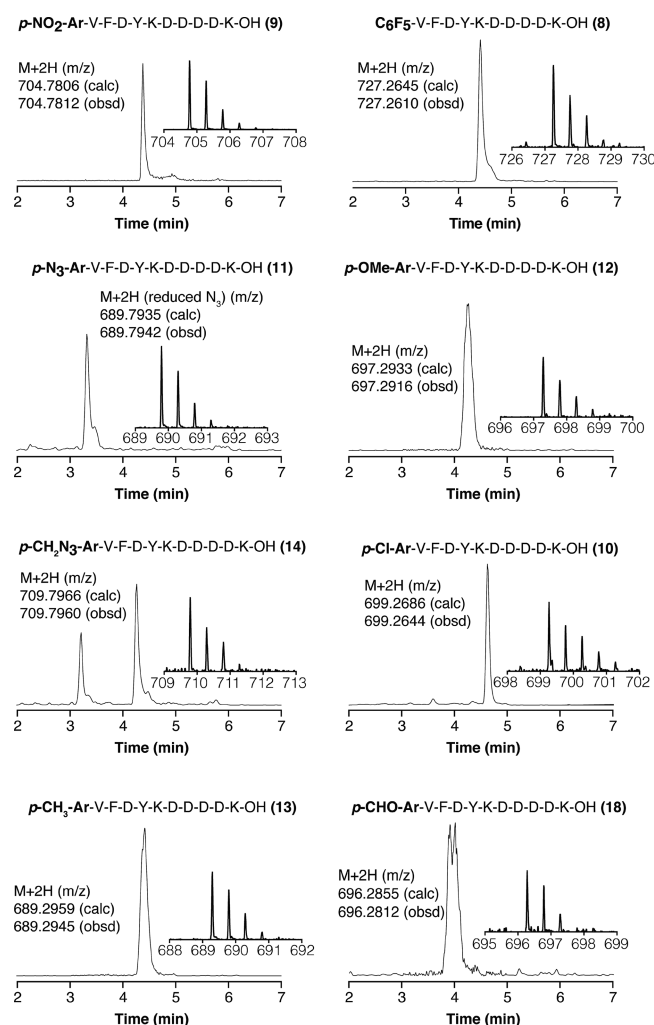 p-NO2-Ar-V-F-D-Y-K-D-D-D-D-K-OH (9)
M+2H (m/z)
704.7806 (calc)
704.7812 (obsd)
704 705 706 707 708
2 3 4 5 6 7
Time (min)
C6F5-V-F-D-Y-K-D-D-D-D-K-OH (8)
M+2H (m/z)
727.2645 (calc)
727.2610 (obsd)
726 727 728 729 730
2 3 4 5 6 7
Time (min)
p-N3-Ar-V-F-D-Y-K-D-D-D-D-K-OH (11)
M+2H (reduced N3) (m/z)
689.7935 (calc)
689.7942 (obsd)
689 690 691 692 693
2 3 4 5 6 7
Time (min)
p-OMe-Ar-V-F-D-Y-K-D-D-D-D-K-OH (12)
M+2H (m/z)
697.2933 (calc)
697.2916 (obsd)
696 697 698 699 700
2 3 4 5 6 7
Time (min)
p-CH2N3-Ar-V-F-D-Y-K-D-D-D-D-K-OH (14)
M+2H (m/z)
709.7966 (calc)
709.7960 (obsd)
709 710 711 712 713
2 3 4 5 6 7
Time (min)
p-Cl-Ar-V-F-D-Y-K-D-D-D-D-K-OH (10)
M+2H (m/z)
699.2686 (calc)
699.2644 (obsd)
698 699 700 701 702
2 3 4 5 6 7
Time (min)
p-CH3-Ar-V-F-D-Y-K-D-D-D-D-K-OH (13)
M+2H (m/z)
689.2959 (calc)
689.2945 (obsd)
688 689 690 691 692
2 3 4 5 6 7
Time (min)
p-CHO-Ar-V-F-D-Y-K-D-D-D-D-K-OH (18)
M+2H (m/z)
696.2855 (calc)
696.2812 (obsd)
695 696 697 698 699
2 3 4 5 6 7
Time (min)